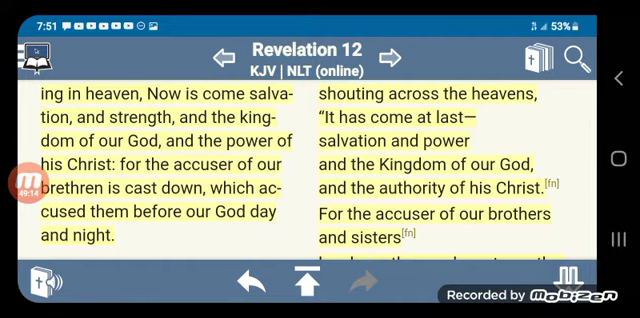 7:51
53%
Revelation 12
KJV | NLT (online)
ing in heaven, Now is come salva-
tion, and strength, and the king-
dom of our God, and the power of
his Christ: for the accuser of our
brethren is cast down, which ac-
cused them before our God day
and night.
shouting across the heavens,
“It has come at last—
salvation and power
and the Kingdom of our God,
and the authority of his Christ.[fn]
For the accuser of our brothers
and sisters[fn]
M
49:14
Recorded by Mobizen